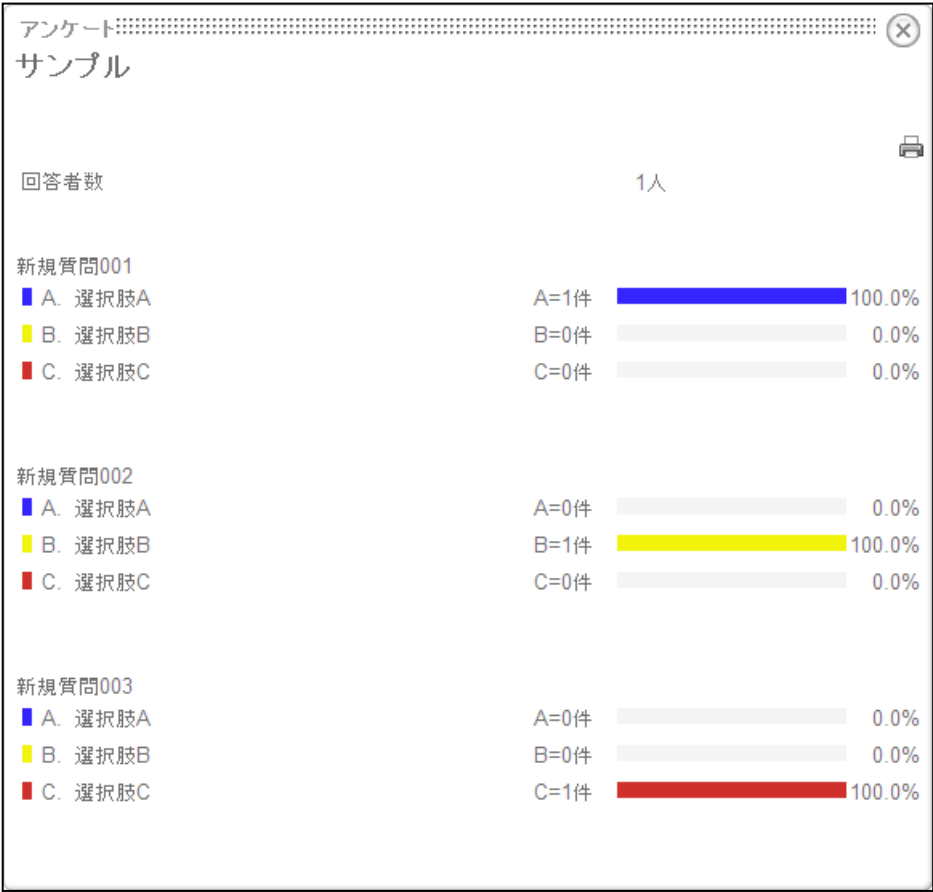 アンケート
サンプル
回答者数 1人
新規質問001
A. 選択肢A A=1件 100.0%
B. 選択肢B B=0件 0.0%
C. 選択肢C C=0件 0.0%
新規質問002
A. 選択肢A A=0件 0.0%
B. 選択肢B B=1件 100.0%
C. 選択肢C C=0件 0.0%
新規質問003
A. 選択肢A A=0件 0.0%
B. 選択肢B B=0件 0.0%
C. 選択肢C C=1件 100.0%